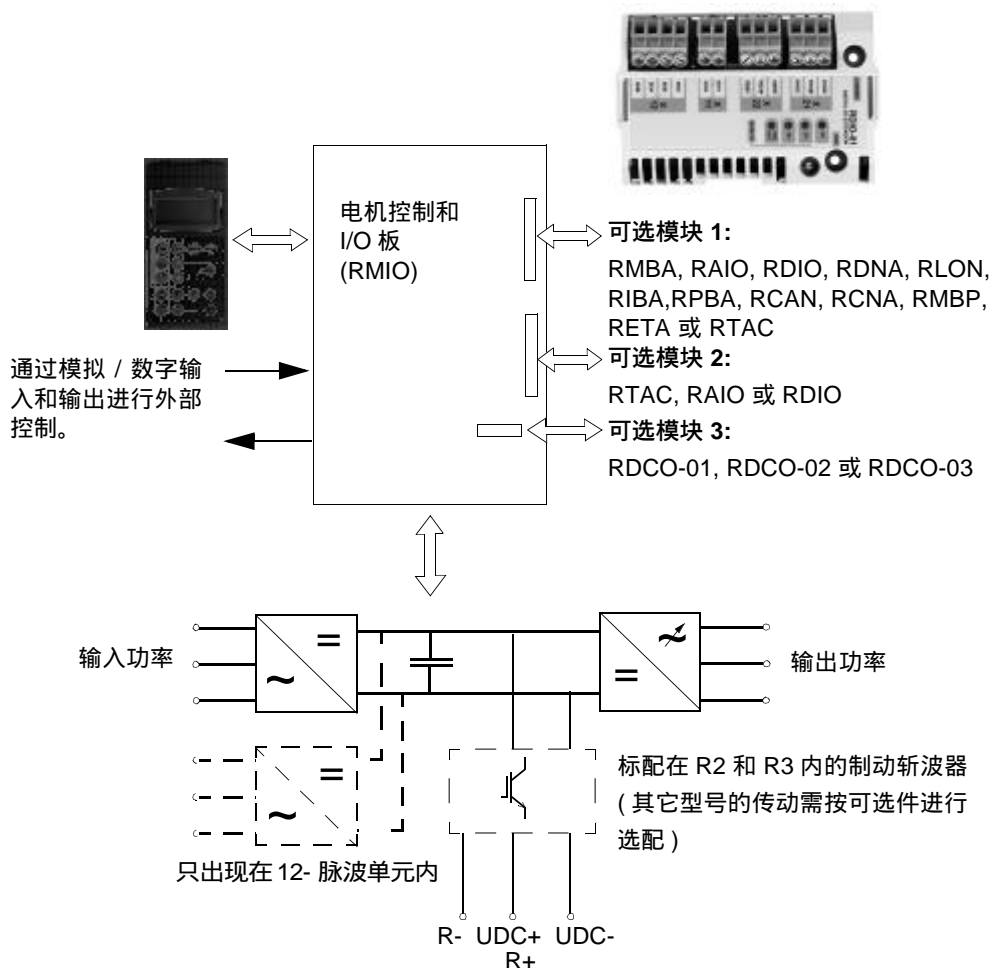 电机控制和
I/O 板
(RMIO)
可选模块 1:
RMBA, RAIO, RDIO, RDNA, RLON,
RIBA,RPBA, RCAN, RCNA, RMBP,
RETA 或 RTAC
通过模拟 / 数字输
入和输出进行外部
控制。
可选模块 2:
RTAC, RAIO 或 RDIO
可选模块 3:
RDCO-01, RDCO-02 或 RDCO-03
输入功率
=
~
~
=
输出功率
=
~
标配在 R2 和 R3 内的制动斩波器
( 其它型号的传动需按可选件进行
选配 )
只出现在 12- 脉波单元内
R- UDC+ UDC-
R+